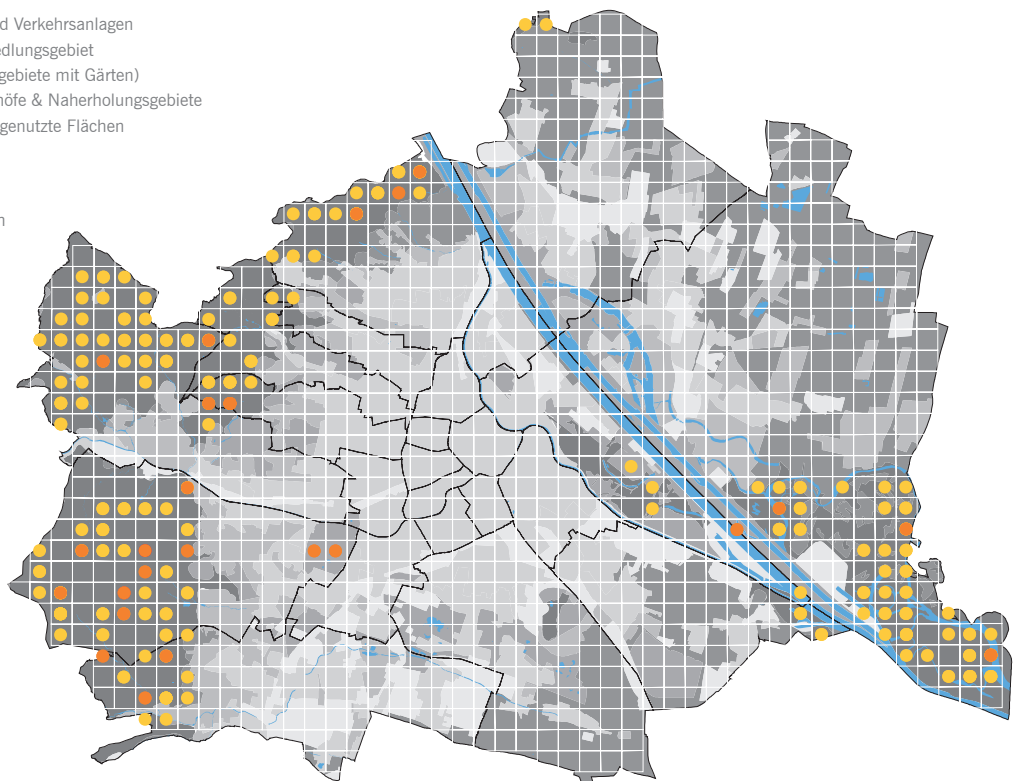 d Verkehrsanlagen
edlungsgebiet
gebiete mit Gärten)
höfe & Naherholungsgebiete
genutzte Flächen
n